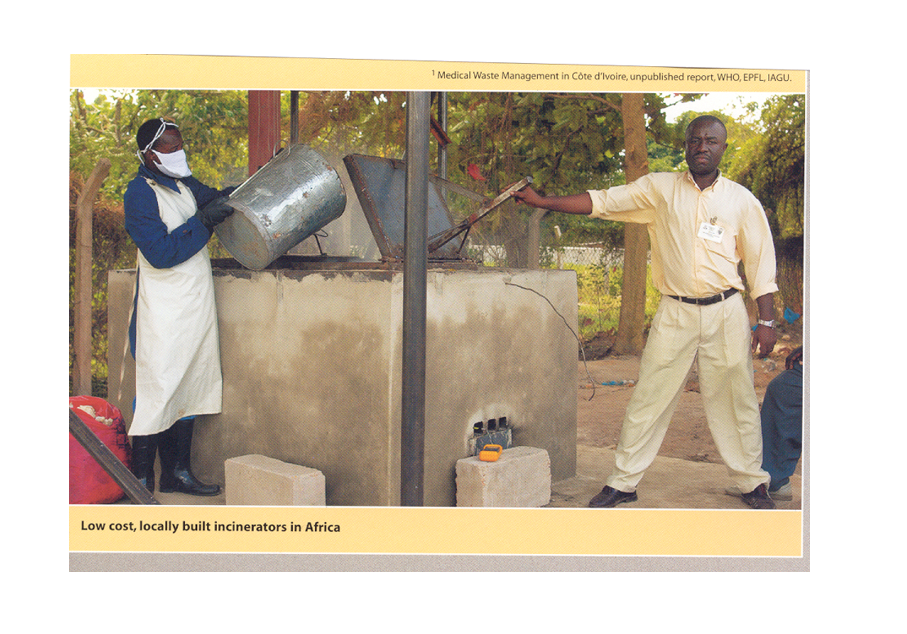 ¹ Medical Waste Management in Côte d'Ivoire, unpublished report, WHO, EPFL, IAGU.
Low cost, locally built incinerators in Africa